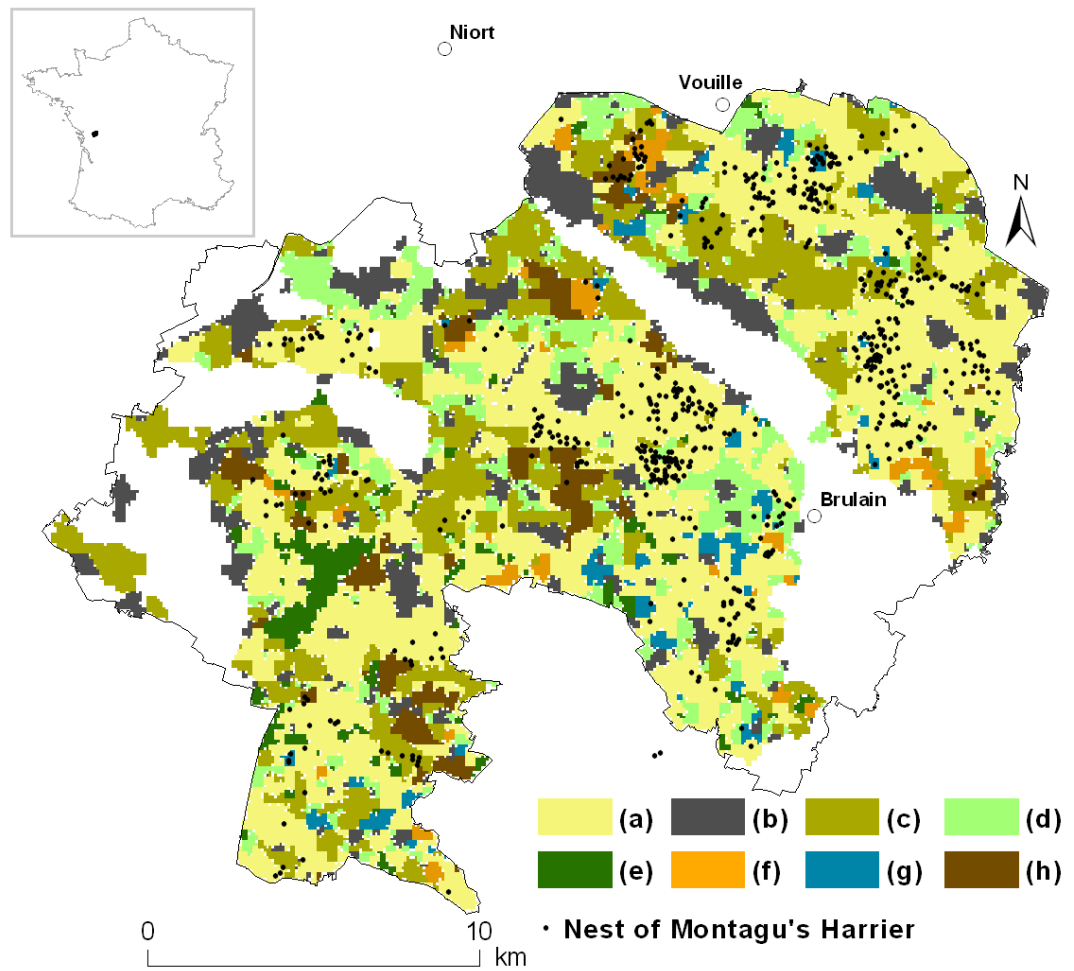 Niort
Vouille
N
Brulain
(a) (b) (c) (d)
(e) (f) (g) (h)
· Nest of Montagu's Harrier
0 10
km